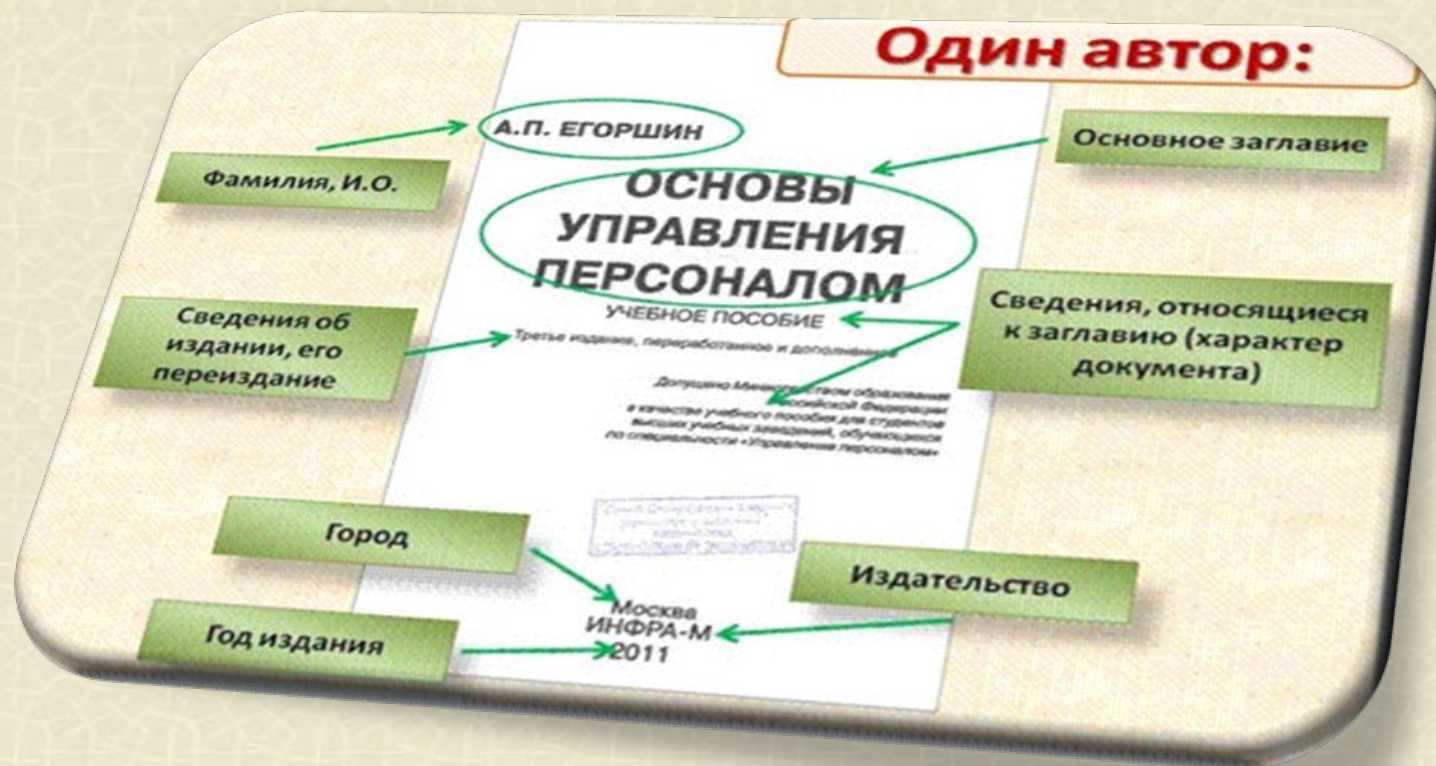 Один автор:
А.П. ЕГОРШИН
Фамилия, И.О.
Основное заглавие
ОСНОВЫ
УПРАВЛЕНИЯ
ПЕРСОНАЛОМ
УЧЕБНОЕ ПОСОБИЕ
Третье издание, переработанное и дополненное
Сведения об
издании, его
переиздание
Сведения, относящиеся
к заглавию (характер
документа)
Допущено Министерством образования
Российской Федерации
в качестве учебного пособия для студентов
высших учебных заведений, обучающихся
по специальности «Управление персоналом»
Город
Издательство
Год издания
Москва
ИНФРА-М
2011